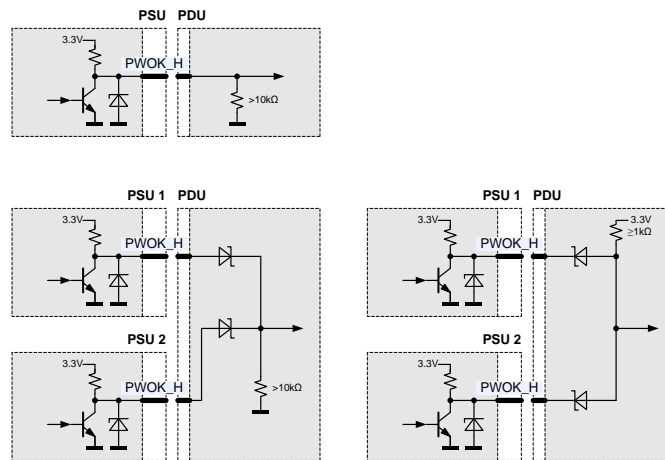 PSU PDU
3.3V
PWOK_H
>10kΩ
PSU 1 PDU
3.3V
PWOK_H
PSU 2
3.3V
PWOK_H
>10kΩ
PSU 1 PDU
3.3V
3.3V
≥1kΩ
PWOK_H
PSU 2
3.3V
PWOK_H